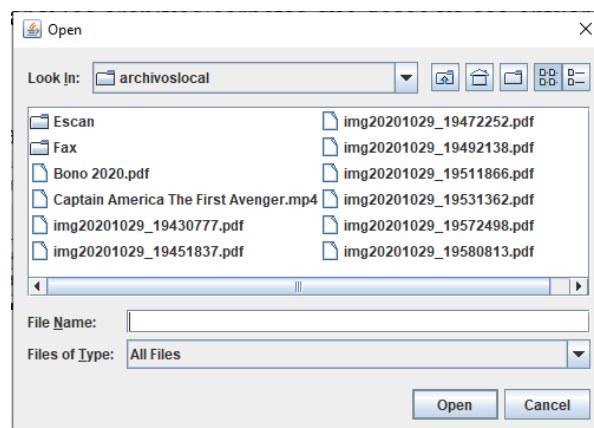 Open
Look In: archivoslocal
Escan
Fax
Bono 2020.pdf
Captain America The First Avenger.mp4
img20201029_19430777.pdf
img20201029_19451837.pdf
img20201029_19472252.pdf
img20201029_19492138.pdf
img20201029_19511866.pdf
img20201029_19531362.pdf
img20201029_19572498.pdf
img20201029_19580813.pdf
File Name:
Files of Type: All Files
Open Cancel